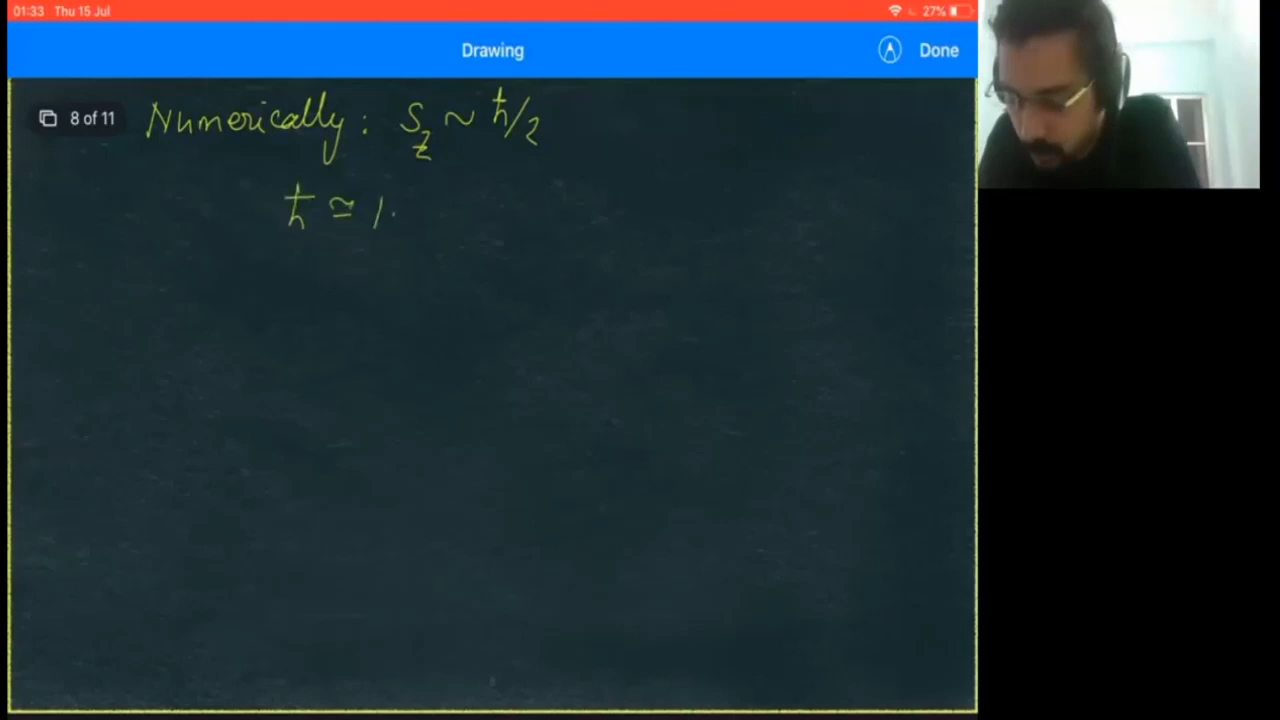 01:33 Thu 15 Jul 27%
Drawing Done
8 of 11 Numerically : S_z ~ ħ/2
ħ ≃ 1.